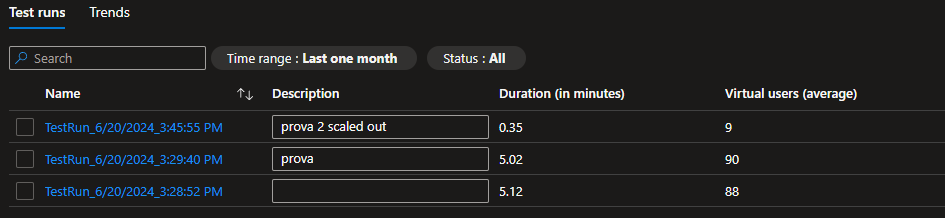 Test runs Trends
Search Time range : Last one month Status : All
Name Description Duration (in minutes) Virtual users (average)
TestRun_6/20/2024_3:45:55 PM prova 2 scaled out 0.35 9
TestRun_6/20/2024_3:29:40 PM prova 5.02 90
TestRun_6/20/2024_3:28:52 PM 5.12 88